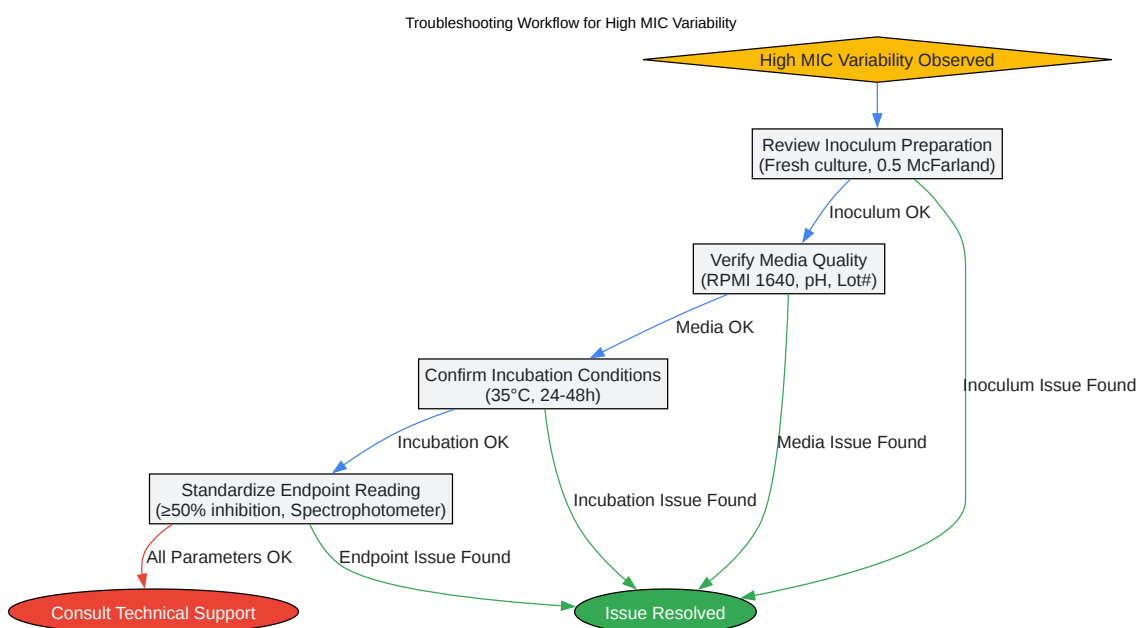 Troubleshooting Workflow for High MIC Variability
High MIC Variability Observed
Review Inoculum Preparation
(Fresh culture, 0.5 McFarland)
Inoculum OK
Verify Media Quality
(RPMI 1640, pH, Lot#)
Media OK
Confirm Incubation Conditions
(35°C, 24-48h)
Inoculum Issue Found
Incubation OK
Media Issue Found
Standardize Endpoint Reading
(≥50% inhibition, Spectrophotometer)
Incubation Issue Found
All Parameters OK
Endpoint Issue Found
Consult Technical Support
Issue Resolved